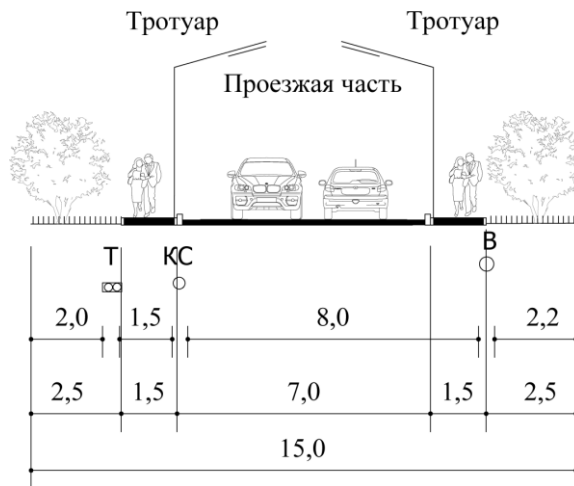 Тротуар Тротуар
Проезжая часть
Т КС В
2,0 1,5 8,0 2,2
2,5 1,5 7,0 1,5 2,5
15,0